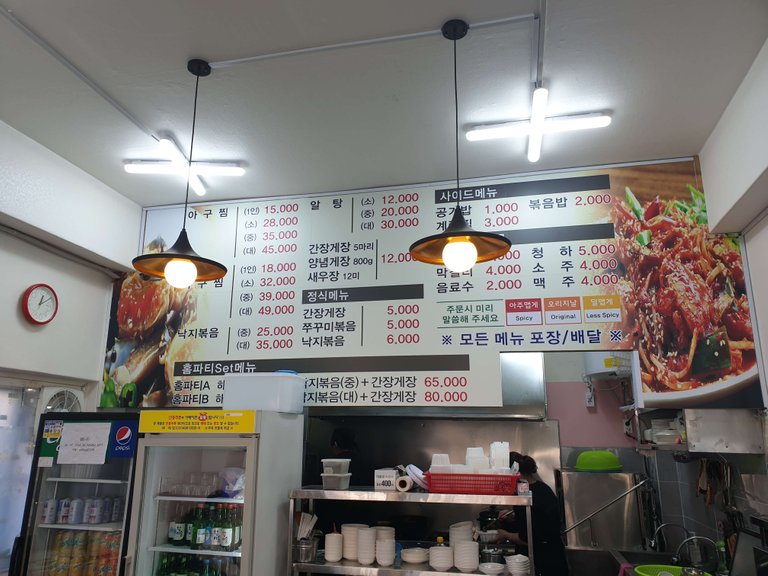 아구찜 (1인) 15.000
(소) 28.000
(중) 35.000
(대) 45.000
(1인) 18.000
구찜 (소) 32.000
(중) 39.000
(대) 49.000
낙지볶음 (중) 25.000
(대) 35.000
알탕 (소) 12.000
(중) 20.000
(대) 30.000
간장게장 5마리
양념게장 800g 12.00
새우장 12미
정식메뉴
간장게장 5.000
쭈꾸미볶음 5.000
낙지볶음 6.000
사이드메뉴
공기밥 1.000 볶음밥 2.000
계 3.000
청하 5.000
막 4.000 소주 4.000
음료수 2.000 맥주 4.000
주문시 미리
말씀해 주세요
아주맵게 오리지날 덜맵게
Spicy Original Less Spicy
※ 모든 메뉴 포장/배달 ※
홈파티Set메뉴
홈파티A 지볶음(중)+간장게장 65.000
홈파티B 지볶음(대)+간장게장 80.000
pepsi
400